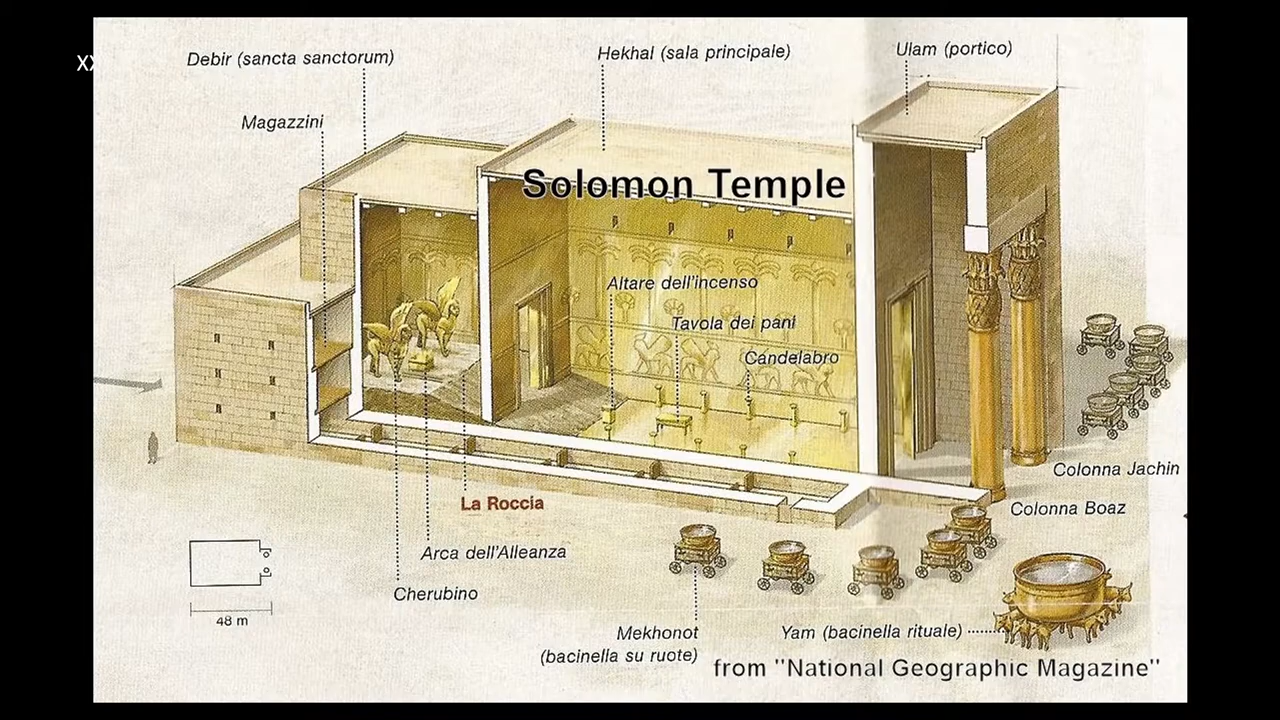 Debir (sancta sanctorum)
Hekhal (sala principale)
Ulam (portico)
XX
Magazzini
Solomon Temple
Altare dell'incenso
Tavola dei pani
Candelabro
Colonna Jachin
La Roccia
Colonna Boaz
Arca dell'Alleanza
Cherubino
48 m
Mekhonot
(bacinella su ruote)
Yam (bacinella rituale)
from "National Geographic Magazine"